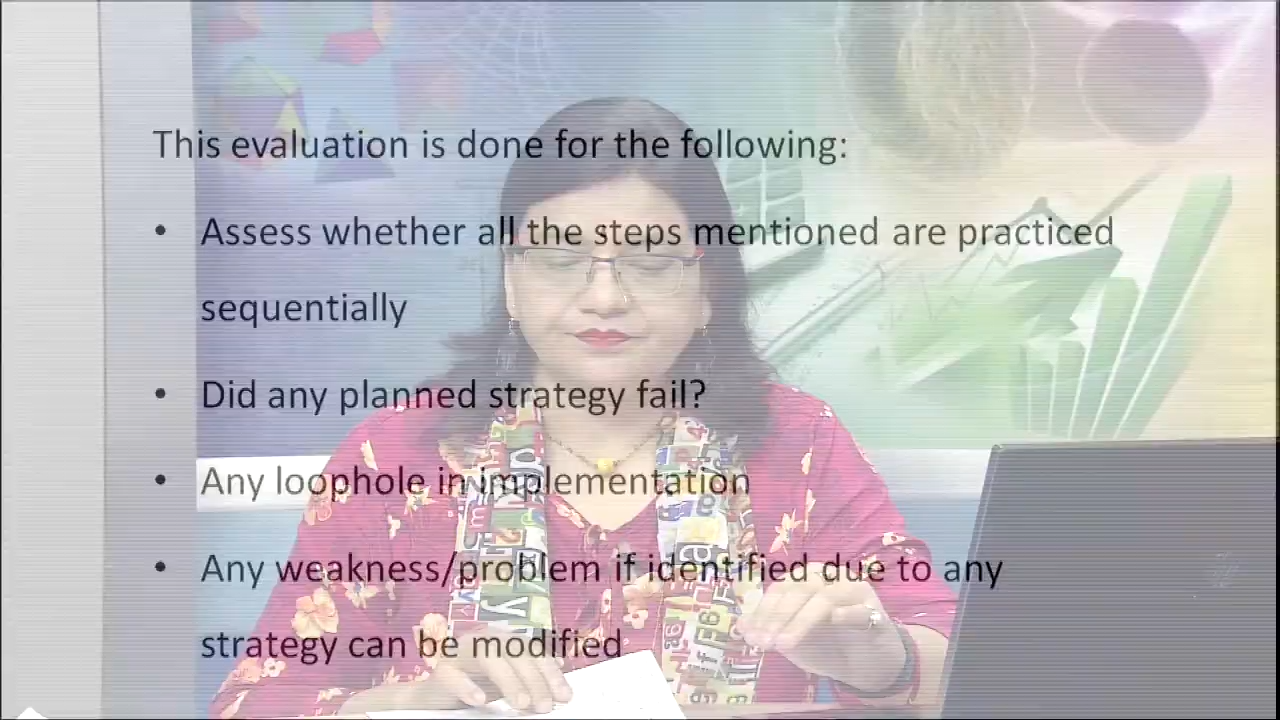 This evaluation is done for the following:
• Assess whether all the steps mentioned are practiced
sequentially
• Did any planned strategy fail?
• Any loophole in implementation
• Any weakness/problem if identified due to any
strategy can be modified